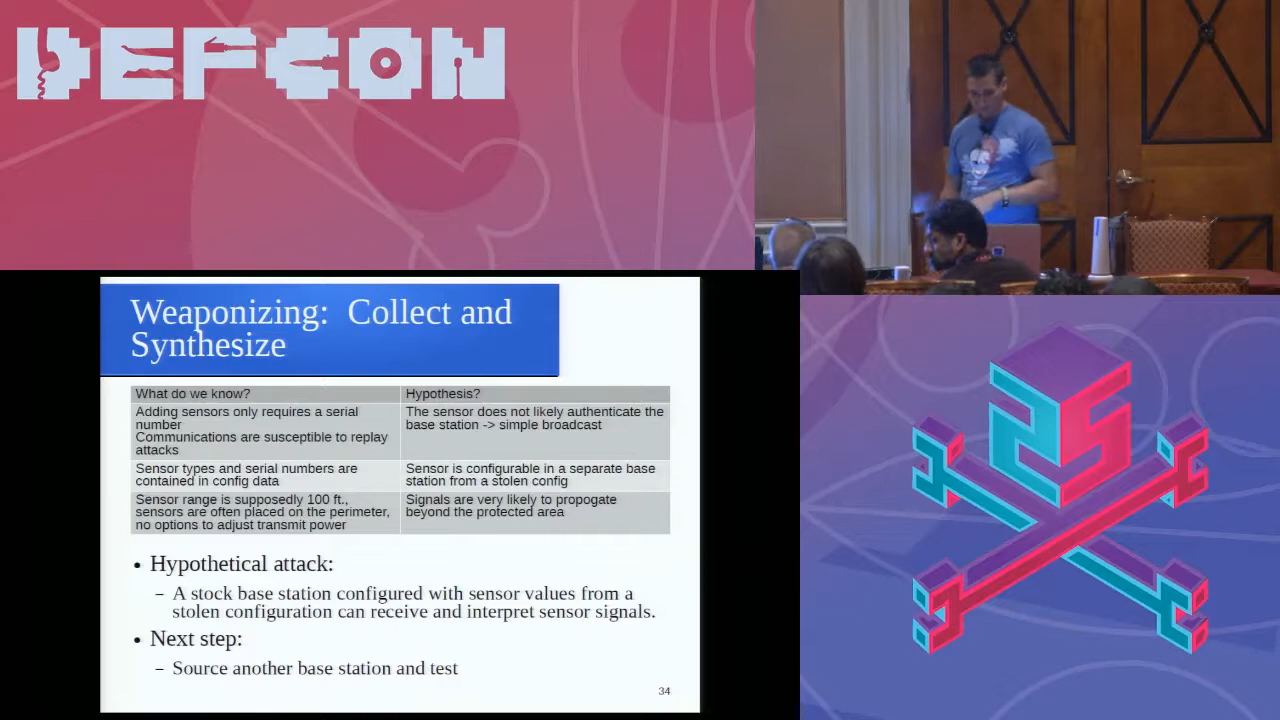 DEFCON
Weaponizing:  Collect and
Synthesize
What do we know?
Hypothesis?
Adding sensors only requires a serial
number
Communications are susceptible to replay
attacks
The sensor does not likely authenticate the
base station -> simple broadcast
Sensor types and serial numbers are
contained in config data
Sensor is configurable in a separate base
station from a stolen config
Sensor range is supposedly 100 ft.,
sensors are often placed on the perimeter,
no options to adjust transmit power
Signals are very likely to propogate
beyond the protected area
• Hypothetical attack:
– A stock base station configured with sensor values from a
stolen configuration can receive and interpret sensor signals.
• Next step:
– Source another base station and test
34
25